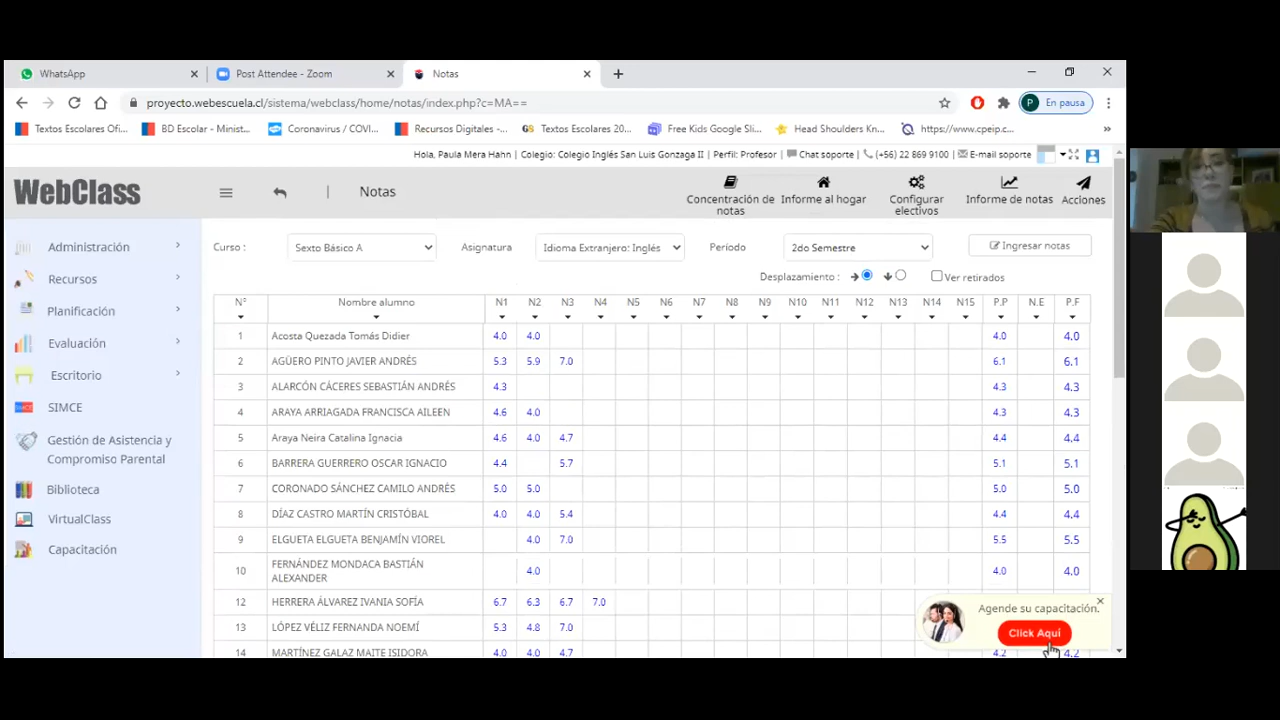 WhatsApp
Post Attendee - Zoom
Notas
proyecto.webescuela.cl/sistema/webclass/home/notas/index.php?c=MA==
P En pausa
Textos Escolares Ofi...
BD Escolar - Minist...
Coronavirus / COVI...
Recursos Digitales -...
GS Textos Escolares 20...
Free Kids Google Sli...
Head Shoulders Kn...
https://www.cpeip.c...
»
Hola, Paula Mera Hahn | Colegio: Colegio Inglés San Luis Gonzaga II | Perfil: Profesor | Chat soporte | (+56) 22 869 9100 | E-mail soporte
WebClass
| Notas
Concentración de notas
Informe al hogar
Configurar electivos
Informe de notas
Acciones
Administración
Recursos
Planificación
Evaluación
Escritorio
SIMCE
Gestión de Asistencia y
Compromiso Parental
Biblioteca
VirtualClass
Capacitación
Curso : Sexto Básico A Asignatura Idioma Extranjero: Inglés Período 2do Semestre Ingresar notas
Desplazamiento : Ver retirados
N° Nombre alumno N1 N2 N3 N4 N5 N6 N7 N8 N9 N10 N11 N12 N13 N14 N15 P.P N.E P.F
1 Acosta Quezada Tomás Didier 4.0 4.0 4.0 4.0
2 AGÜERO PINTO JAVIER ANDRÉS 5.3 5.9 7.0 6.1 6.1
3 ALARCÓN CÁCERES SEBASTIÁN ANDRÉS 4.3 4.3 4.3
4 ARAYA ARRIAGADA FRANCISCA AILEEN 4.6 4.0 4.3 4.3
5 Araya Neira Catalina Ignacia 4.6 4.0 4.7 4.4 4.4
6 BARRERA GUERRERO OSCAR IGNACIO 4.4 5.7 5.1 5.1
7 CORONADO SÁNCHEZ CAMILO ANDRÉS 5.0 5.0 5.0 5.0
8 DÍAZ CASTRO MARTÍN CRISTÓBAL 4.0 4.0 5.4 4.4 4.4
9 ELGUETA ELGUETA BENJAMÍN VIOREL 4.0 7.0 5.5 5.5
10 FERNÁNDEZ MONDACA BASTIÁN ALEXANDER 4.0 4.0 4.0
12 HERRERA ÁLVAREZ IVANIA SOFÍA 6.7 6.3 6.7 7.0
13 LÓPEZ VÉLIZ FERNANDA NOEMÍ 5.3 4.8 7.0
14 MARTÍNEZ GALAZ MAITE ISIDORA 4.0 4.0 4.7 4.2 4.2
Agende su capacitación.
Click Aquí